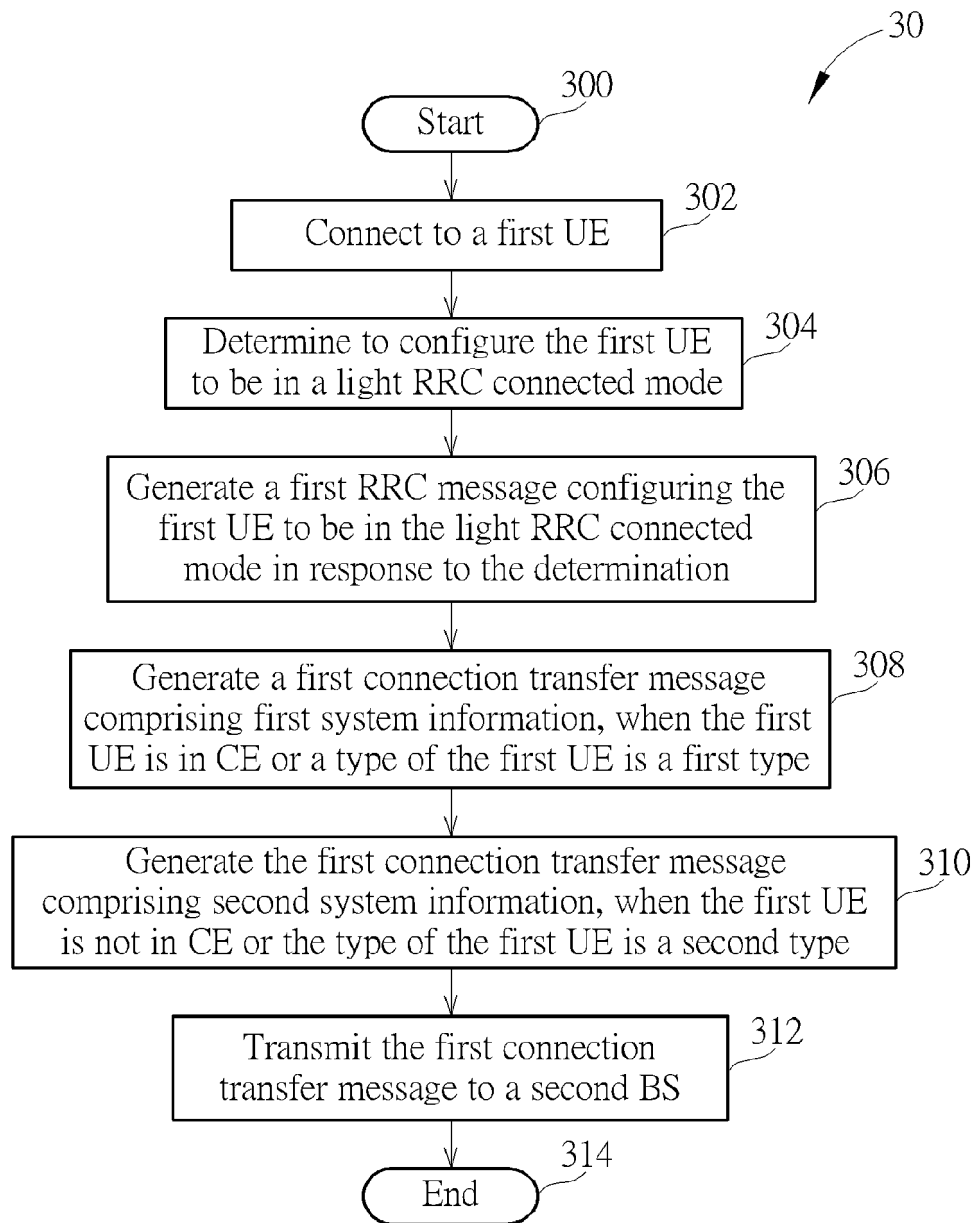 30
300
Start
302
Connect to a first UE
304
Determine to configure the first UE
to be in a light RRC connected mode
306
Generate a first RRC message configuring the
first UE to be in the light RRC connected
mode in response to the determination
308
Generate a first connection transfer message
comprising first system information, when the first
UE is in CE or a type of the first UE is a first type
310
Generate the first connection transfer message
comprising second system information, when the first UE
is not in CE or the type of the first UE is a second type
312
Transmit the first connection
transfer message to a second BS
314
End